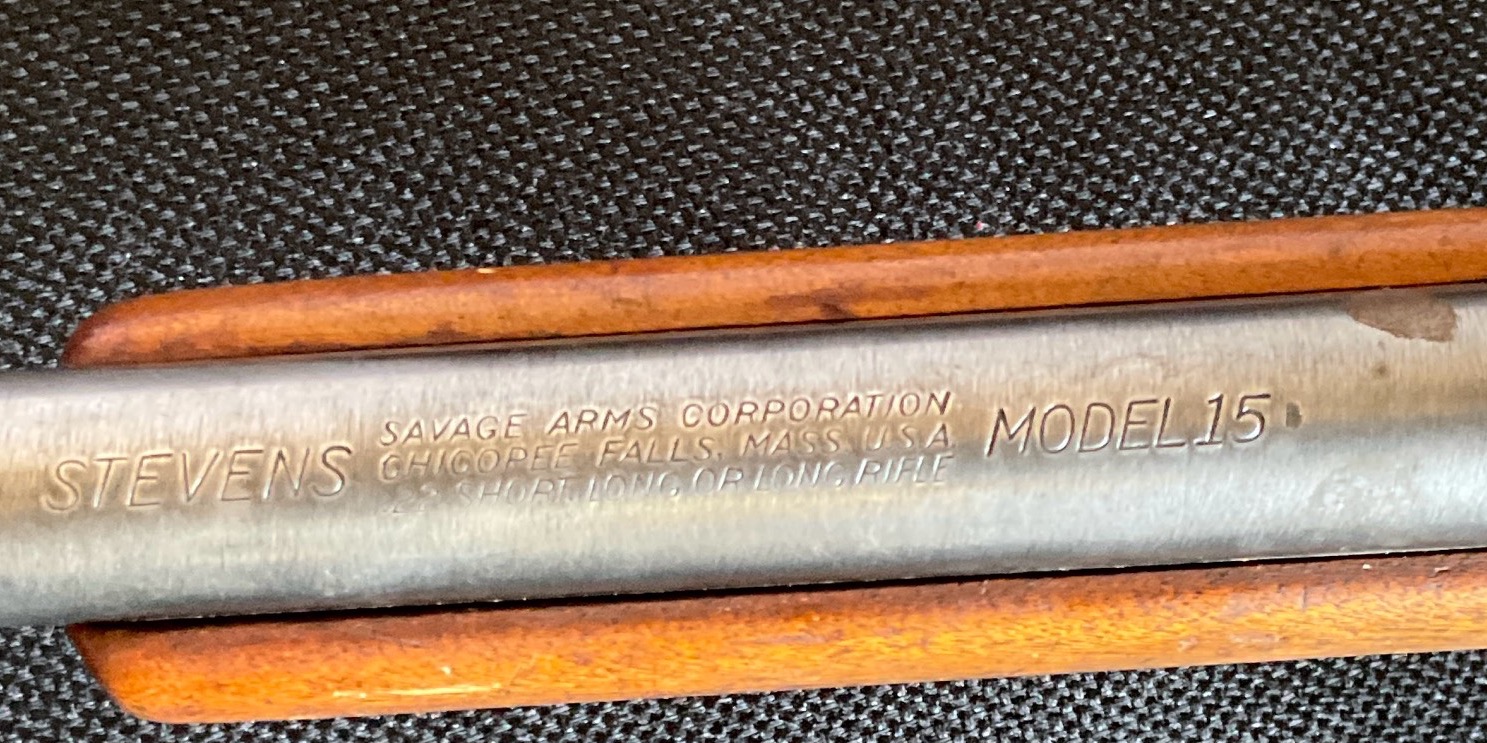 STEVENS
SAVAGE ARMS CORPORATION
CHICOPEE FALLS, MASS. U.S.A.
.22 SHORT, LONG, OR LONG RIFLE
MODEL 15